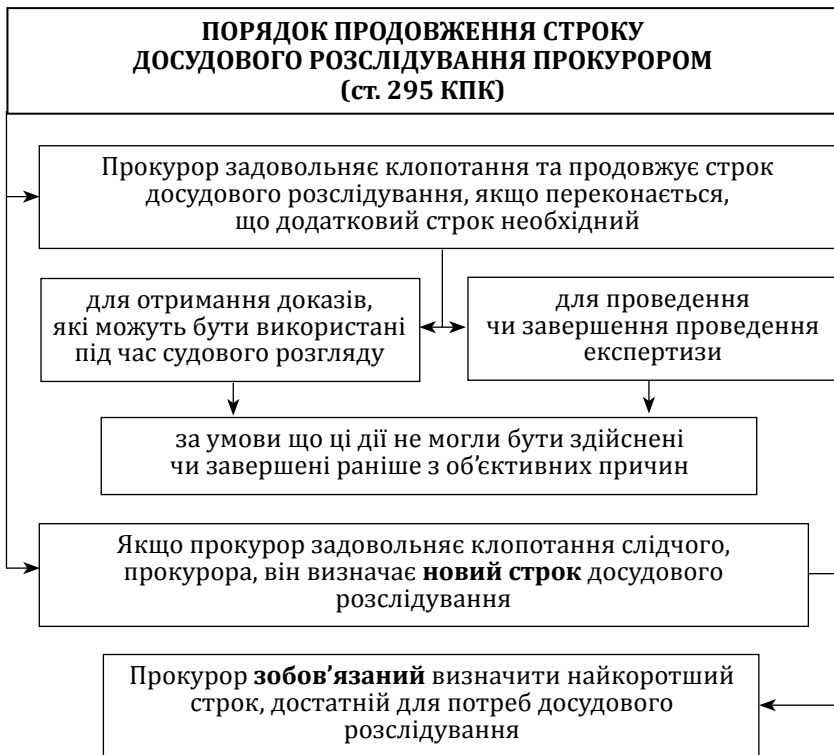 ПОРЯДОК ПРОДОВЖЕННЯ СТРОКУ
ДОСУДОВОГО РОЗСЛІДУВАННЯ ПРОКУРОРОМ
(ст. 295 КПК)
Прокурор задовольняє клопотання та продовжує строк
досудового розслідування, якщо переконається,
що додатковий строк необхідний
для отримання доказів,
які можуть бути використані
під час судового розгляду
для проведення
чи завершення проведення
експертизи
за умови що ці дії не могли бути здійснені
чи завершені раніше з об’єктивних причин
Якщо прокурор задовольняє клопотання слідчого,
прокурора, він визначає новий строк досудового
розслідування
Прокурор зобов’язаний визначити найкоротший
строк, достатній для потреб досудового
розслідування